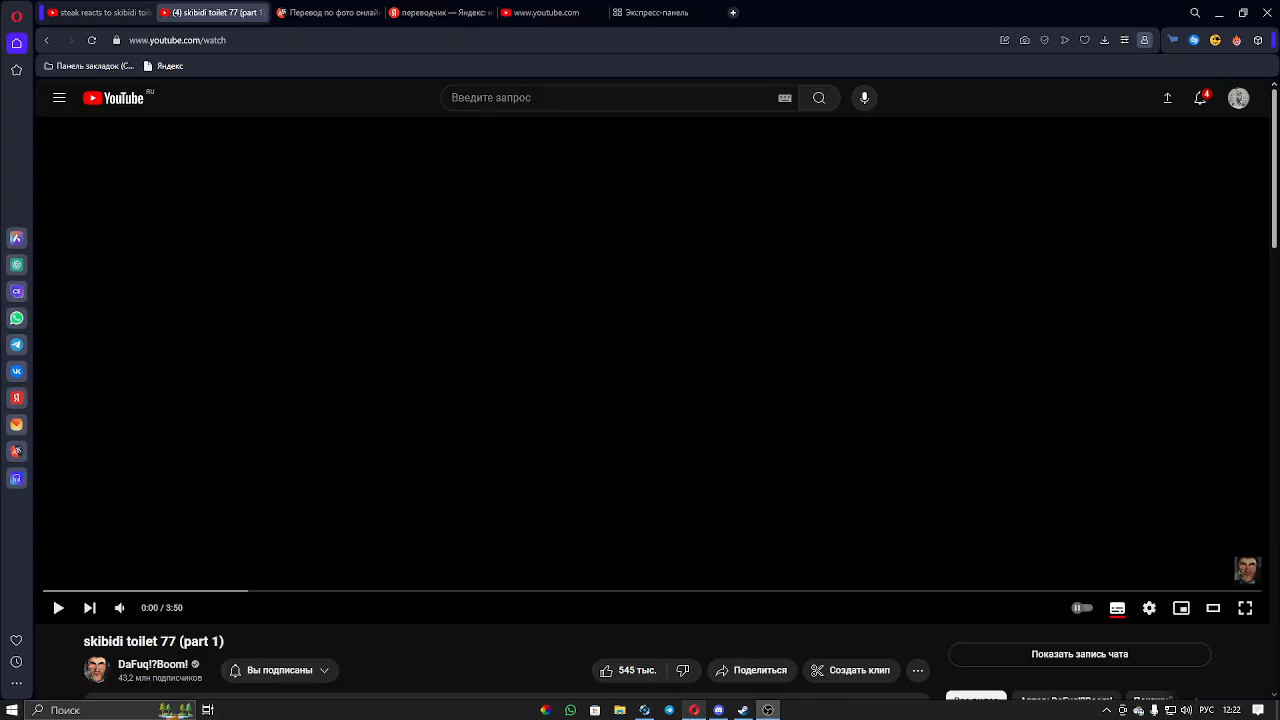 steak reacts to skibidi toil
(4) skibidi toilet 77 (part 1)
Перевод по фото онлайн
переводчик — Яндекс: н
www.youtube.com
Экспресс-панель
www.youtube.com/watch
Панель закладок (С...
Яндекс
YouTube RU
Введите запрос
4
0:00 / 3:50
skibidi toilet 77 (part 1)
Показать запись чата
DaFuq!?Boom!
43,2 млн подписчиков
Вы подписаны
545 тыс.
Поделиться
Создать клип
Поиск
РУС
12:22